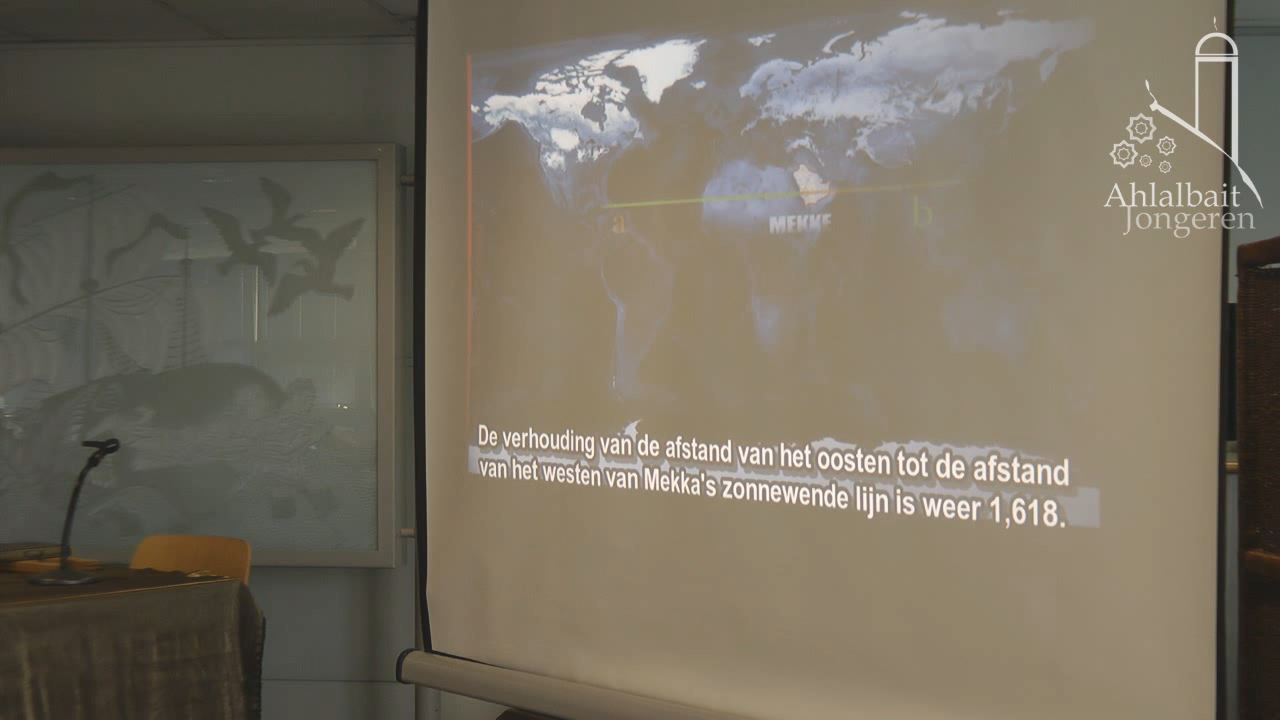 Ahlalbait
Jongeren
MEKKE
a
b
De verhouding van de afstand van het oosten tot de afstand
van het westen van Mekka's zonnewende lijn is weer 1,618.